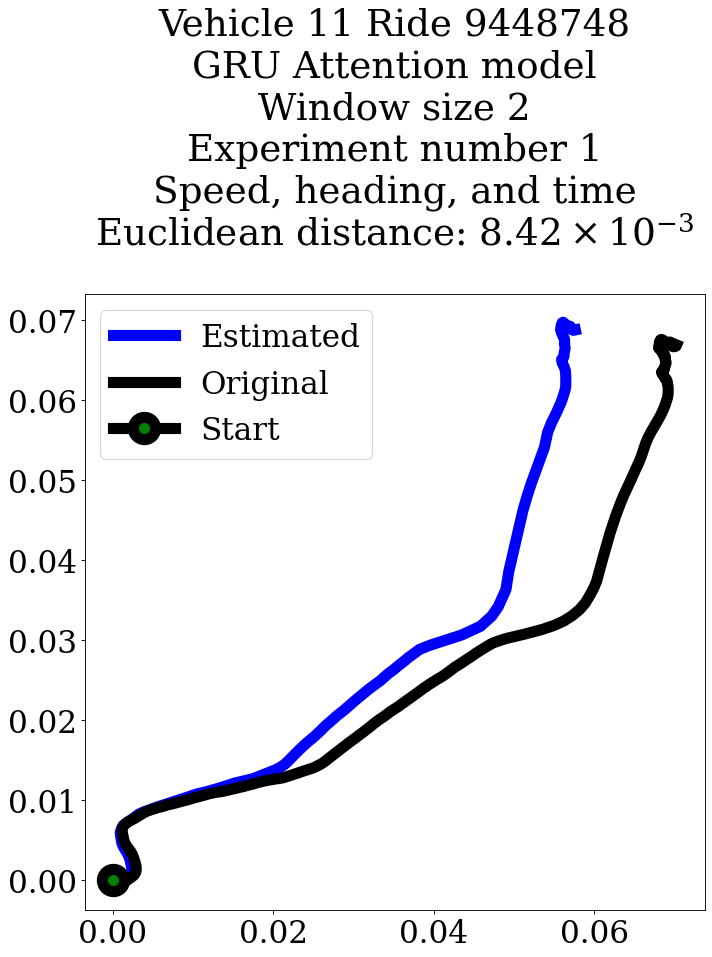 Vehicle 11 Ride 9448748
GRU Attention model
Window size 2
Experiment number 1
Speed, heading, and time
Euclidean distance: 8.42 × 10⁻³
Estimated
Original
Start
0.07
0.06
0.05
0.04
0.03
0.02
0.01
0.00
0.00 0.02 0.04 0.06